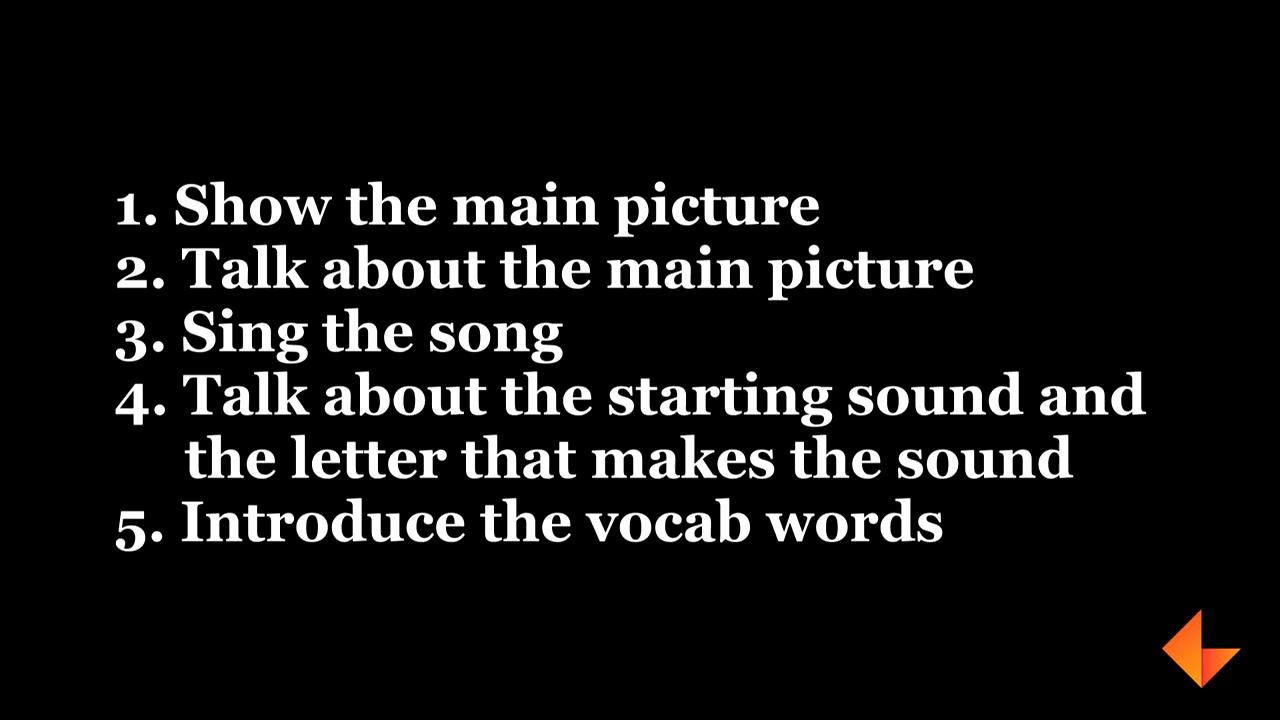 1. Show the main picture
2. Talk about the main picture
3. Sing the song
4. Talk about the starting sound and
the letter that makes the sound
5. Introduce the vocab words